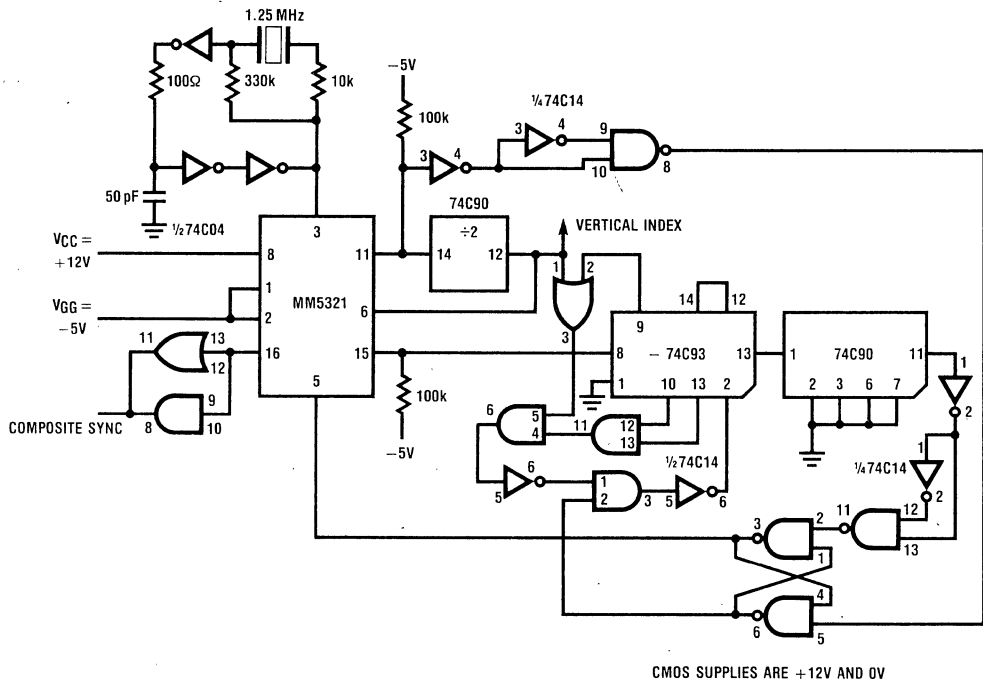 1.25 MHz
100Ω
330k
10k
−5V
100k
¼74C14
3
4
9
10
8
3
4
50 pF
½74C04
3
74C90
÷2
14
12
VERTICAL INDEX
VCC =
+12V
8
11
1
2
1
MM5321
VGG =
−5V
2
6
3
9
14
12
− 74C93
8
13
1
10
13
2
1
74C90
11
2
3
6
7
1
2
11
13
12
16
15
5
100k
−5V
9
10
8
COMPOSITE SYNC
6
5
4
11
12
13
5
6
1
2
3
½74C14
5
6
¼74C14
1
2
3
2
1
11
12
13
4
5
6
CMOS SUPPLIES ARE +12V AND 0V